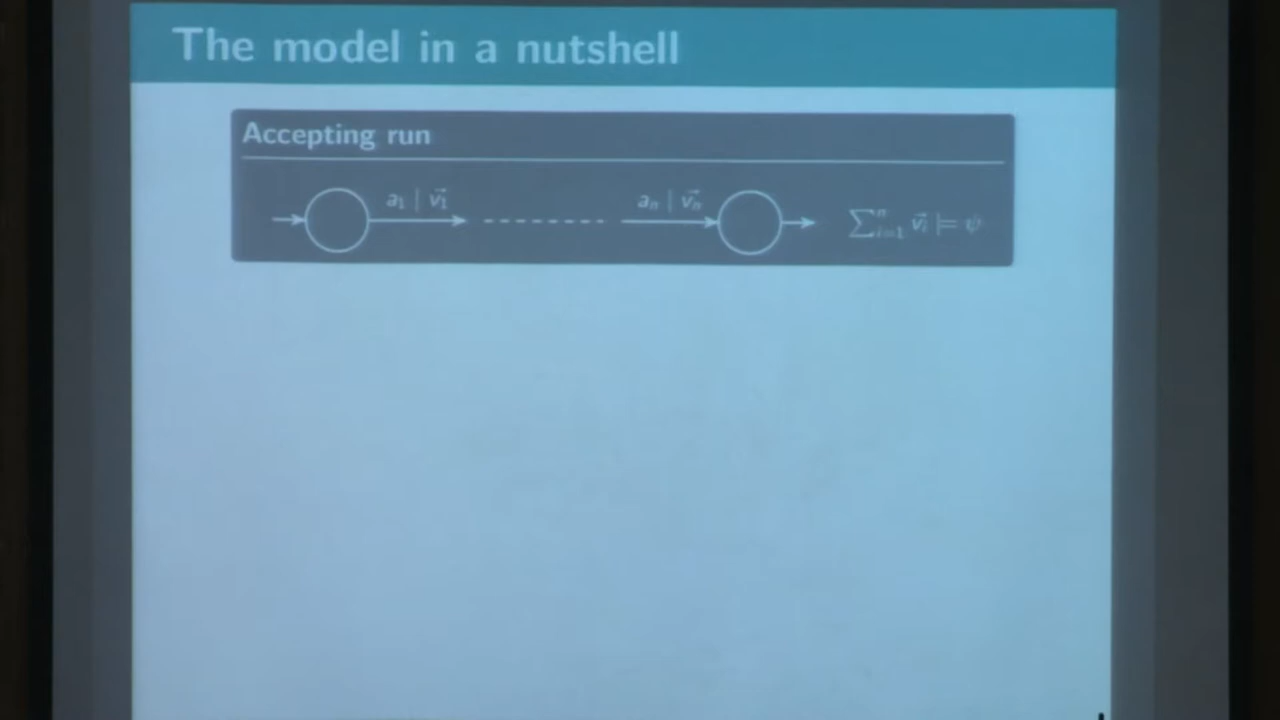 The model in a nutshell
Accepting run
a₁ | v⃗₁ aₙ | v⃗ₙ ∑ⁿᵢ₌₁ v⃗ᵢ ⊨ ψ